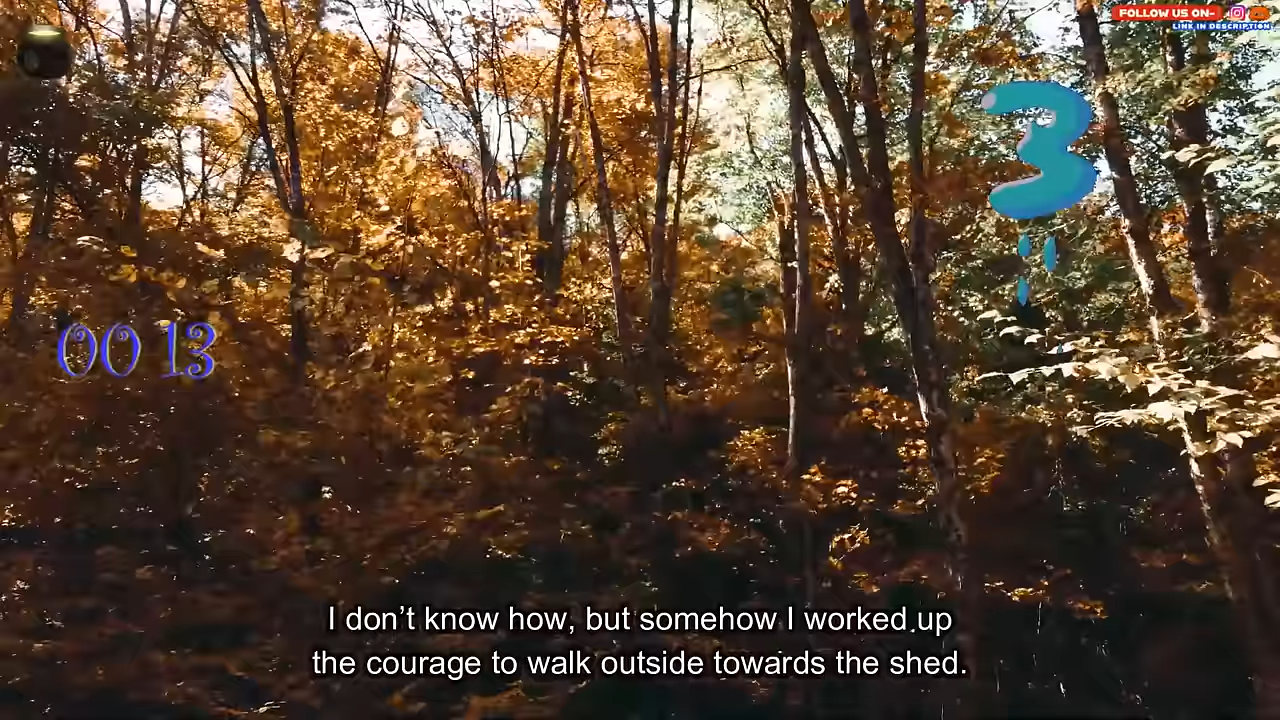 FOLLOW US ON-
LINK IN DESCRIPTION
3
00 13
I don’t know how, but somehow I worked up
the courage to walk outside towards the shed.